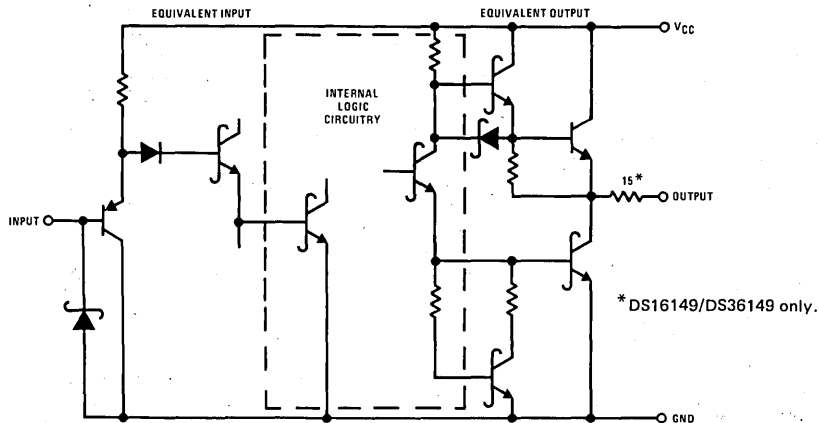 EQUIVALENT INPUT
EQUIVALENT OUTPUT
VCC
INTERNAL
LOGIC
CIRCUITRY
15*
OUTPUT
INPUT
* DS16149/DS36149 only.
GND